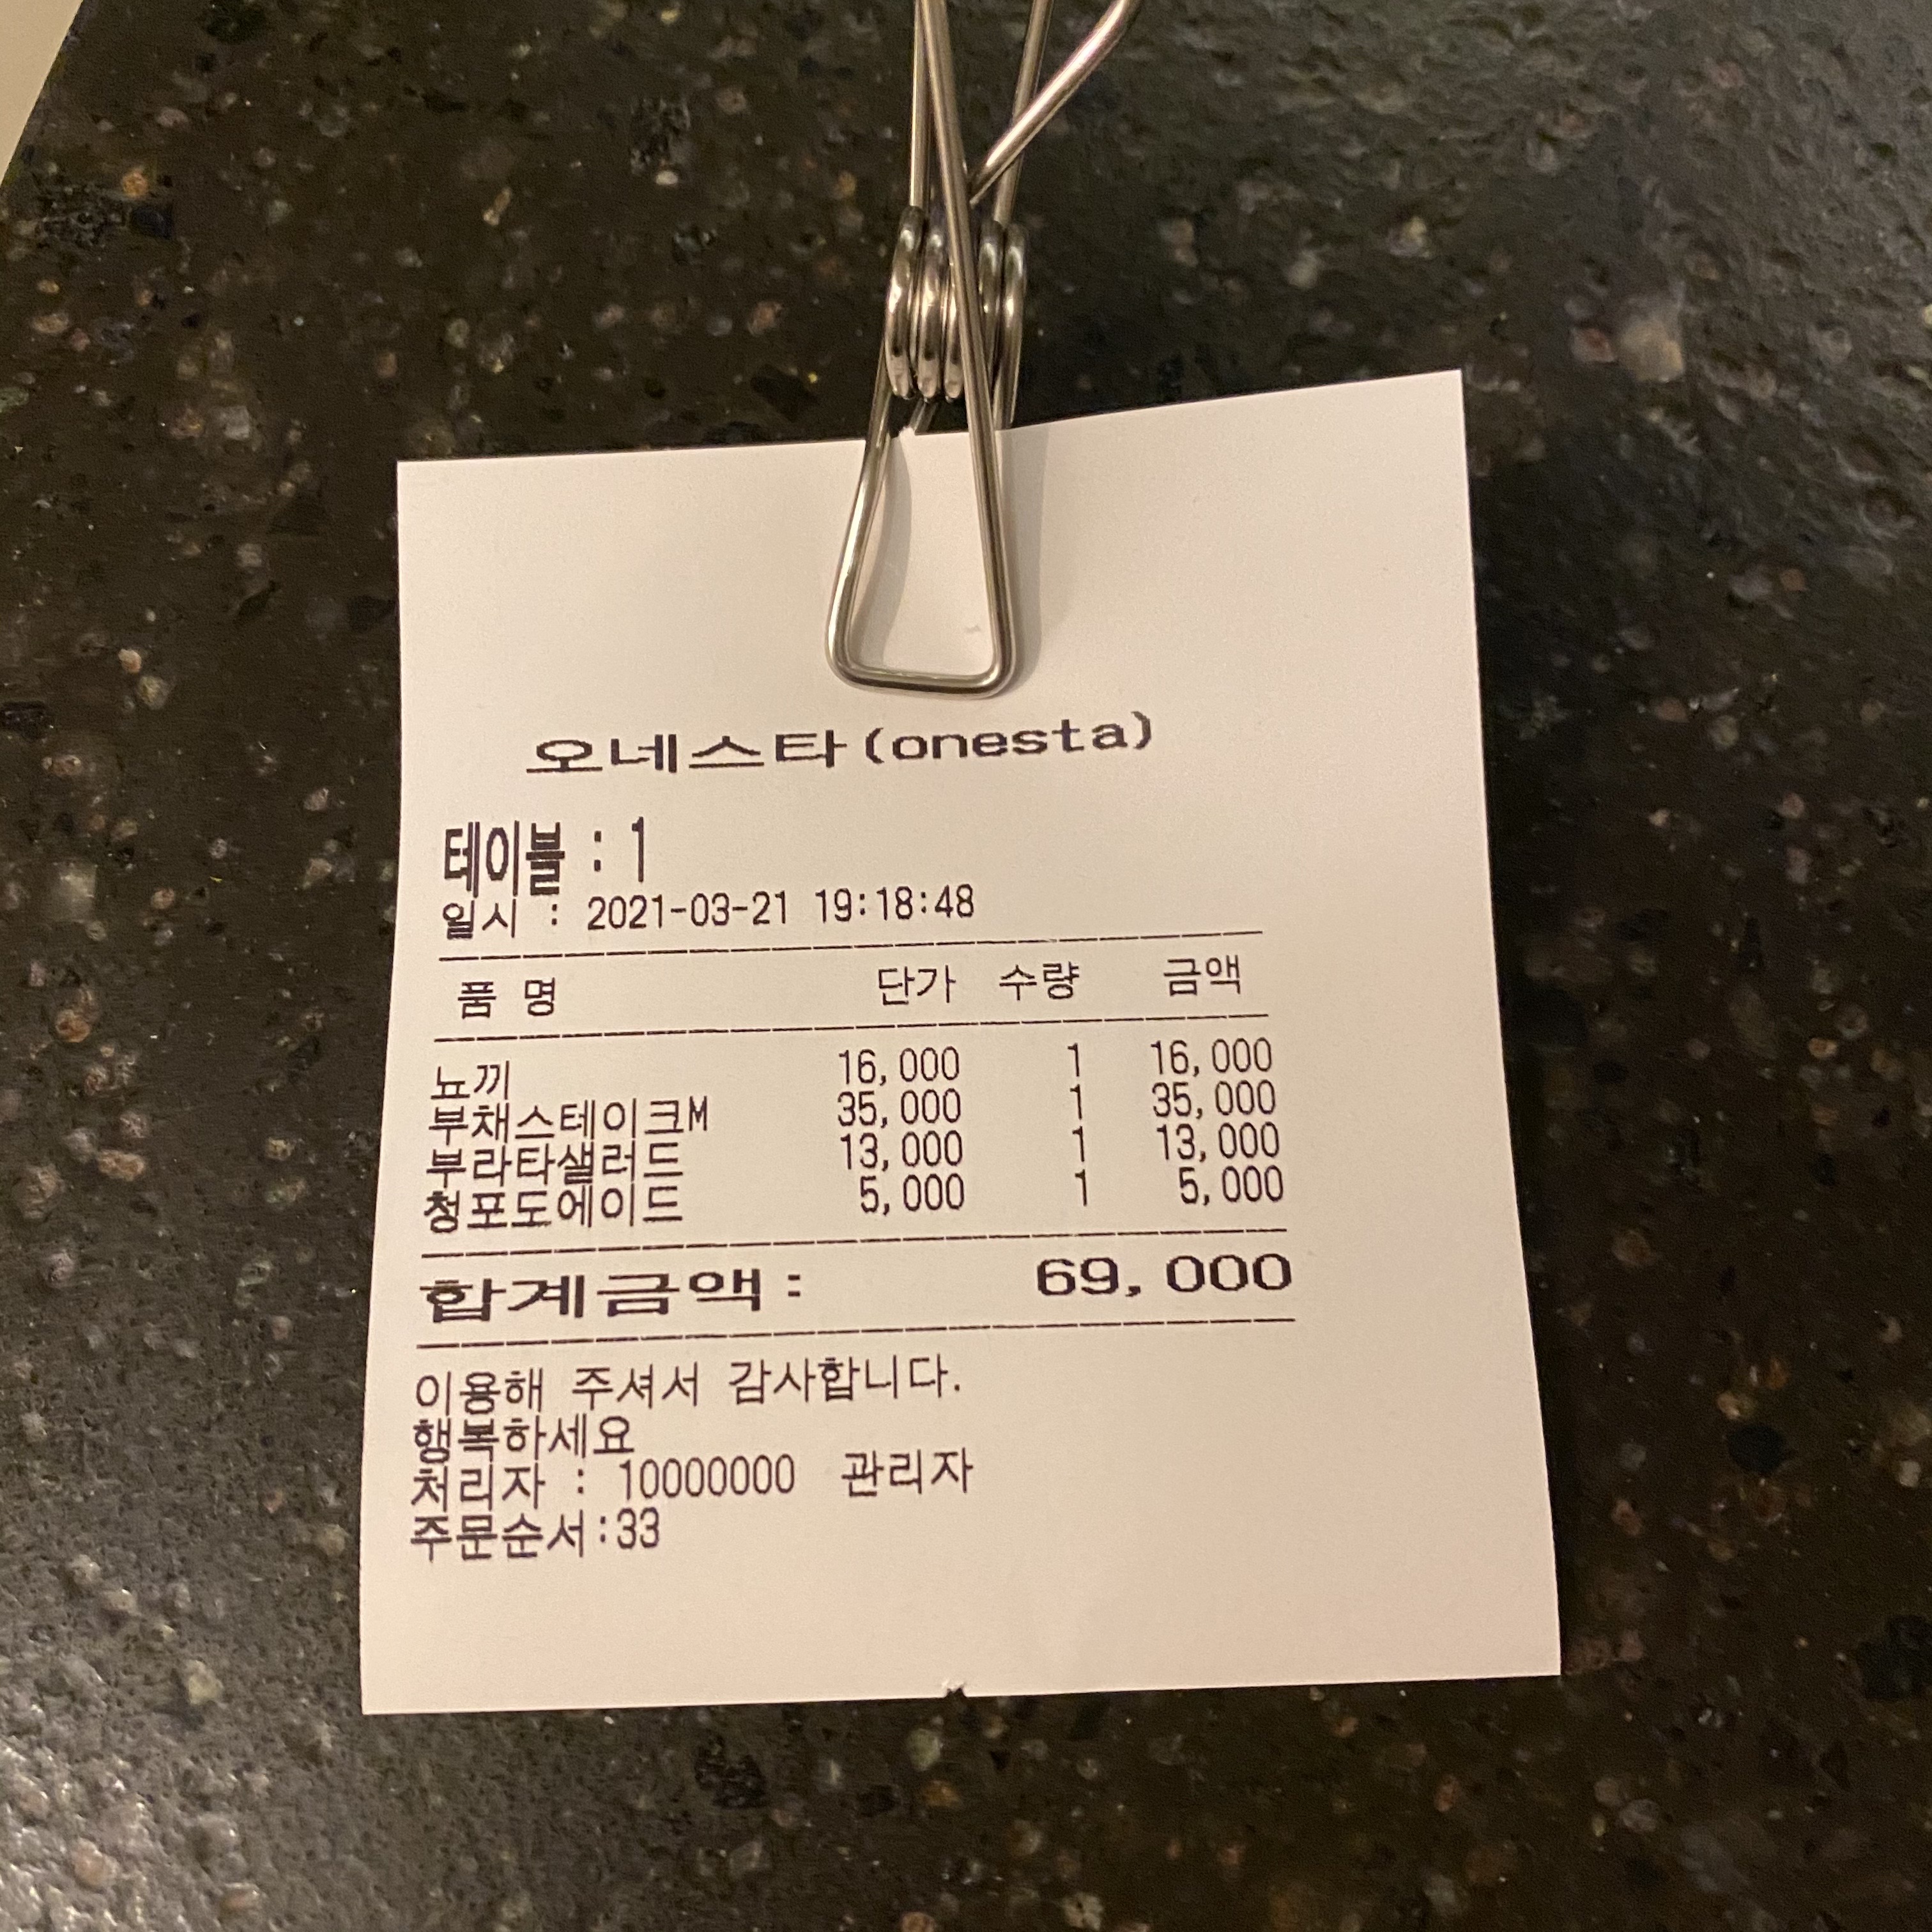 오네스타(onesta)
테이블 : 1
일시 : 2021-03-21 19:18:48
품 명 단가 수량 금액
뇨끼 16,000 1 16,000
부채스테이크M 35,000 1 35,000
부라타샐러드 13,000 1 13,000
청포도에이드 5,000 1 5,000
합계금액: 69,000
이용해 주셔서 감사합니다.
행복하세요
처리자 : 10000000 관리자
주문순서:33